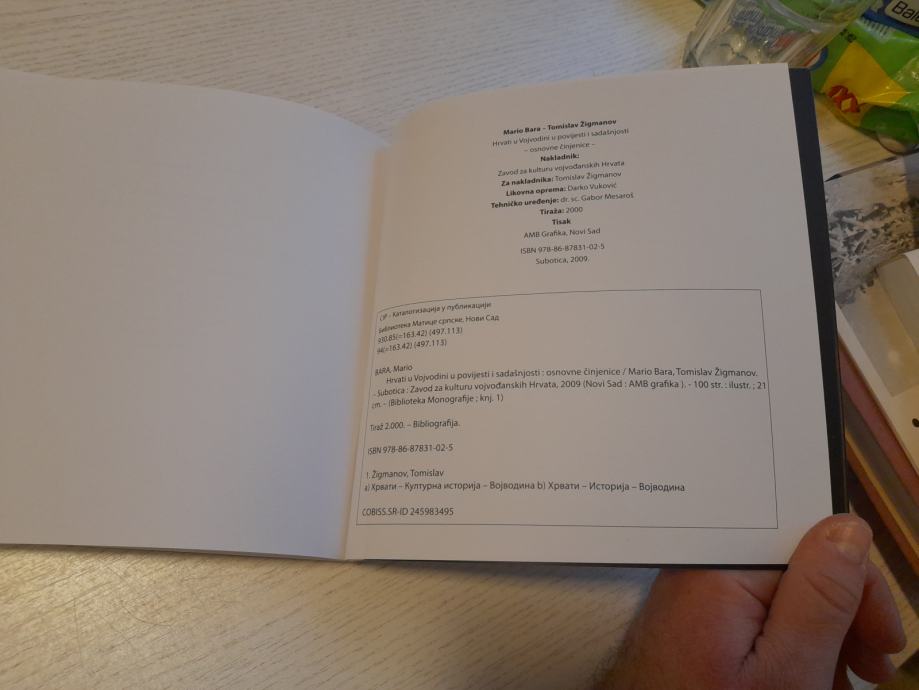 Mario Bara – Tomislav Žigmanov
Hrvati u Vojvodini u povijesti i sadašnjosti
– osnovne činjenice –
Nakladnik:
Zavod za kulturu vojvođanskih Hrvata
Za nakladnika: Tomislav Žigmanov
Likovna oprema: Darko Vuković
Tehničko uređenje: dr. sc. Gabor Mesaroš
Tiraža: 2000
Tisak
AMB Grafika, Novi Sad
ISBN 978-86-87831-02-5
Subotica, 2009.
CIP – Каталогизација у публикацији
Библиотека Матице српске, Нови Сад
930.85(=163.42) (497.113)
94(=163.42) (497.113)
BARA, Mario
Hrvati u Vojvodini u povijesti i sadašnjosti : osnovne činjenice / Mario Bara, Tomislav Žigmanov.
- Subotica : Zavod za kulturu vojvođanskih Hrvata, 2009 (Novi Sad : AMB grafika ). - 100 str. : ilustr. ; 21
cm. – (Biblioteka Monografije ; knj. 1)
Tiraž 2.000. – Bibliografija.
ISBN 978-86-87831-02-5
1. Žigmanov, Tomislav
a) Хрвати – Културна историја – Војводина b) Хрвати – Историја – Војводина
COBISS.SR-ID 245983495